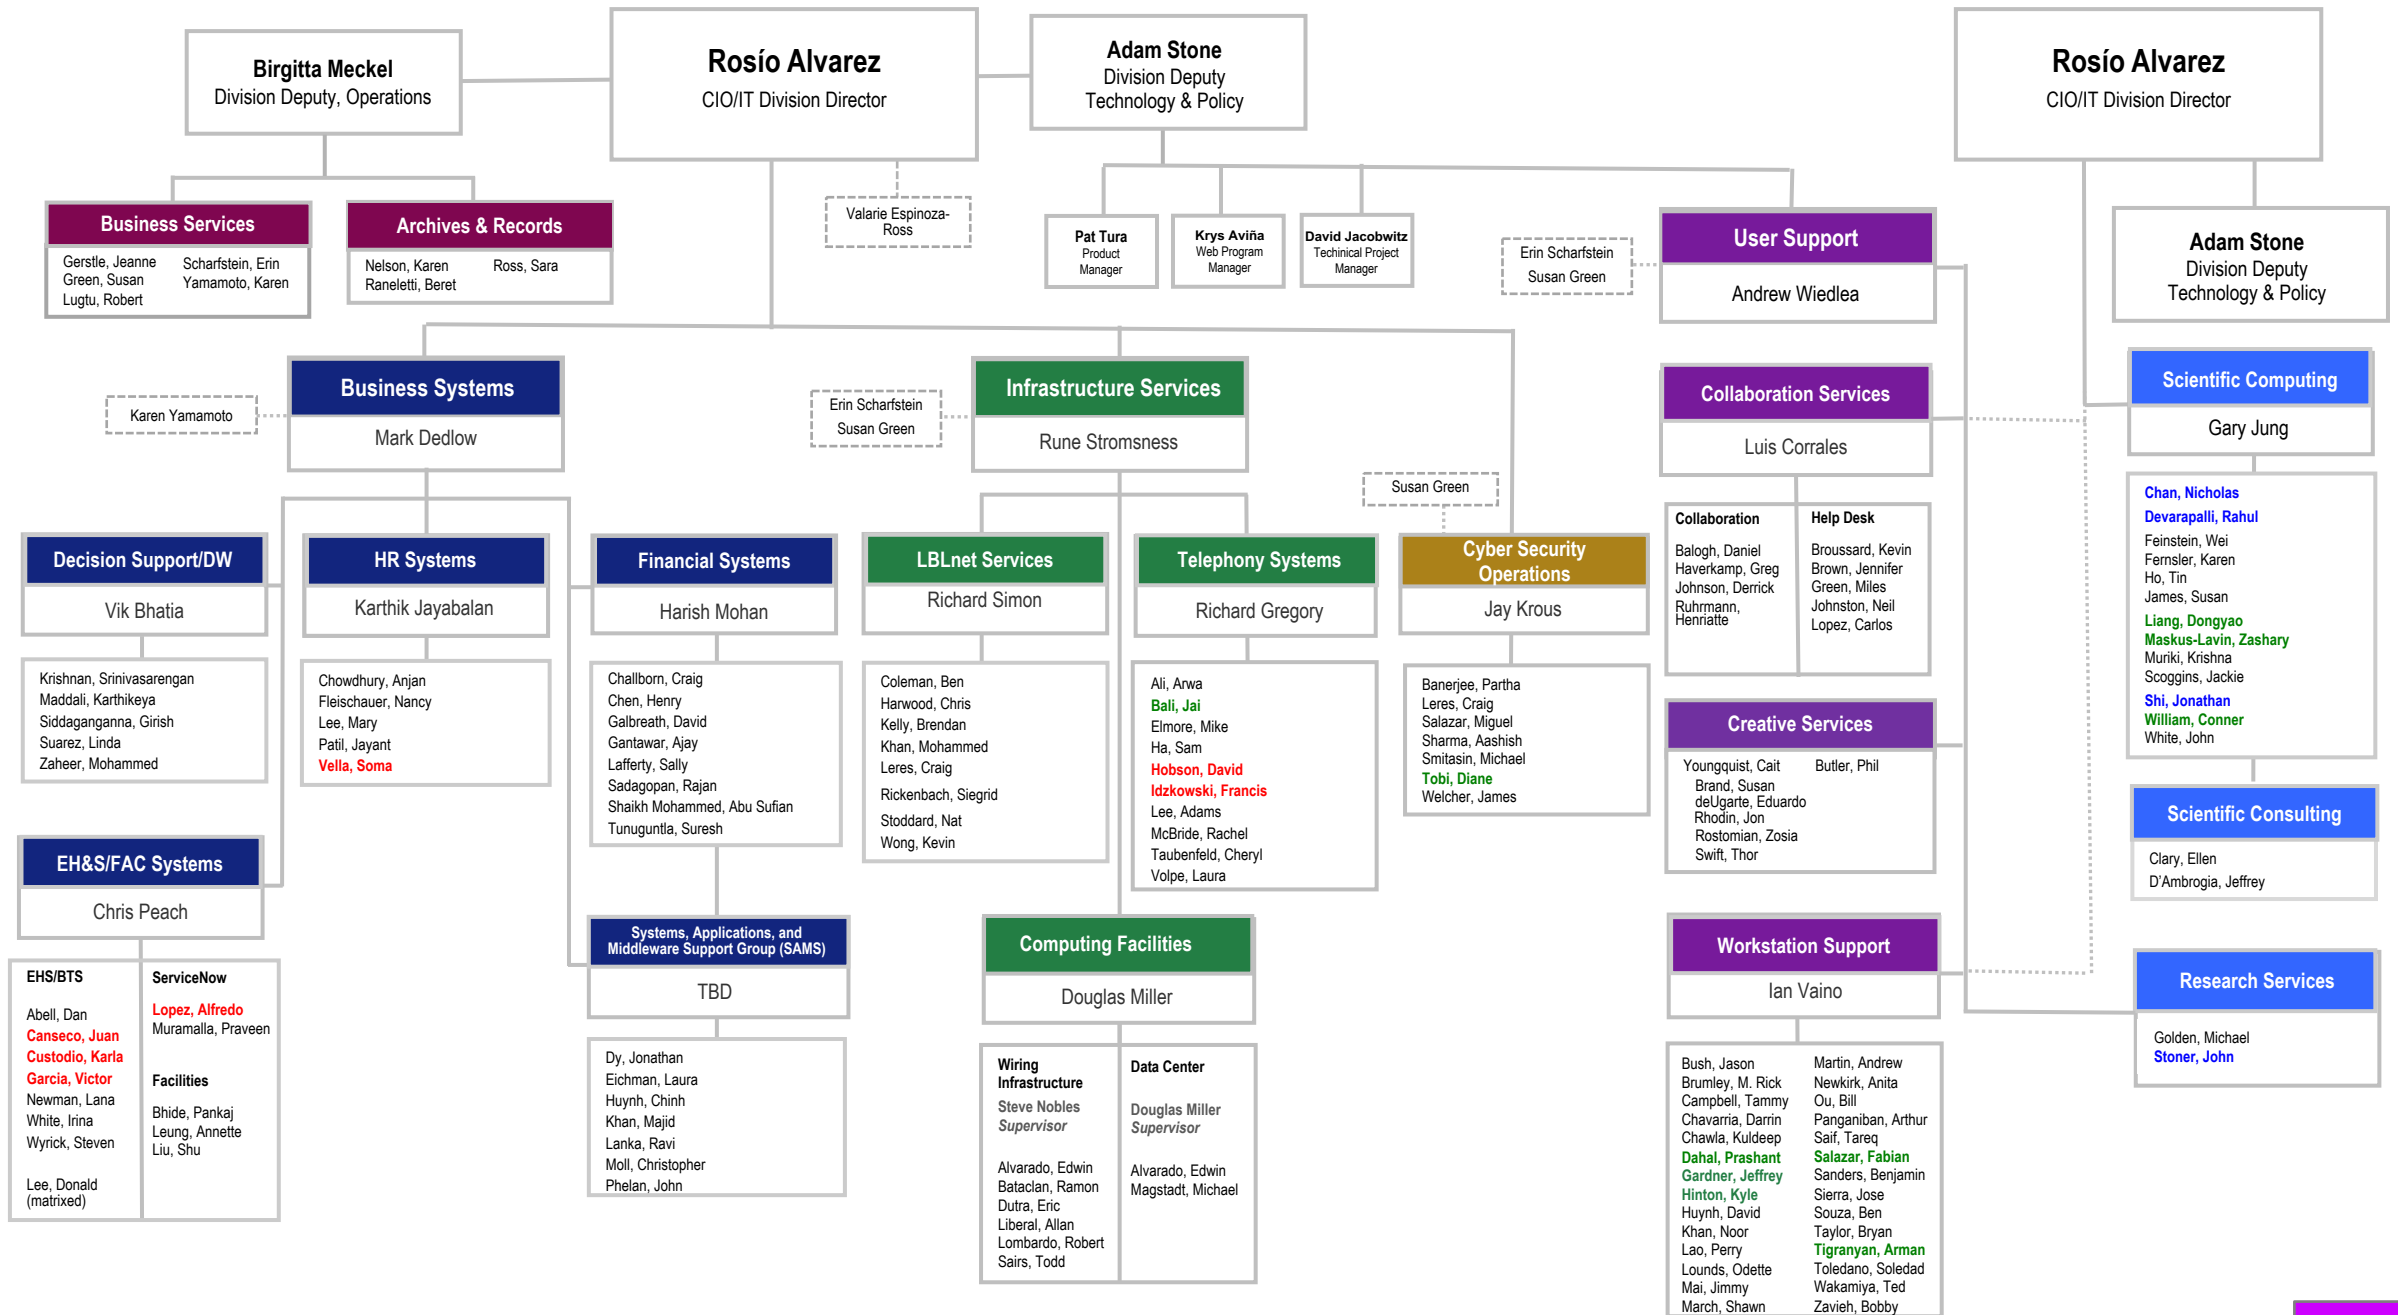 Birgitta Meckel
Division Deputy, Operations
Rosío Alvarez
CIO/IT Division Director
Adam Stone
Division Deputy
Technology & Policy
Rosío Alvarez
CIO/IT Division Director
Business Services
Gerstle, Jeanne
Green, Susan
Lugtu, Robert
Scharfstein, Erin
Yamamoto, Karen
Archives & Records
Nelson, Karen
Raneletti, Beret
Ross, Sara
Valarie Espinoza-
Ross
Pat Tura
Product
Manager
Krys Aviña
Web Program
Manager
David Jacobwitz
Techinical Project
Manager
Erin Scharfstein
Susan Green
User Support
Andrew Wiedlea
Adam Stone
Division Deputy
Technology & Policy
Karen Yamamoto
Business Systems
Mark Dedlow
Erin Scharfstein
Susan Green
Infrastructure Services
Rune Stromsness
Susan Green
Collaboration Services
Luis Corrales
Scientific Computing
Gary Jung
Decision Support/DW
Vik Bhatia
Krishnan, Srinivasarengan
Maddali, Karthikeya
Siddaganganna, Girish
Suarez, Linda
Zaheer, Mohammed
HR Systems
Karthik Jayabalan
Chowdhury, Anjan
Fleischauer, Nancy
Lee, Mary
Patil, Jayant
Vella, Soma
Financial Systems
Harish Mohan
Challborn, Craig
Chen, Henry
Galbreath, David
Gantawar, Ajay
Lafferty, Sally
Sadagopan, Rajan
Shaikh Mohammed, Abu Sufian
Tunuguntla, Suresh
LBLnet Services
Richard Simon
Coleman, Ben
Harwood, Chris
Kelly, Brendan
Khan, Mohammed
Leres, Craig
Rickenbach, Siegrid
Stoddard, Nat
Wong, Kevin
Telephony Systems
Richard Gregory
Ali, Arwa
Bali, Jai
Elmore, Mike
Ha, Sam
Hobson, David
Idzkowski, Francis
Lee, Adams
McBride, Rachel
Taubenfeld, Cheryl
Volpe, Laura
Cyber Security
Operations
Jay Krous
Banerjee, Partha
Leres, Craig
Salazar, Miguel
Sharma, Aashish
Smitasin, Michael
Tobi, Diane
Welcher, James
Collaboration
Balogh, Daniel
Haverkamp, Greg
Johnson, Derrick
Ruhrmann,
Henriatte
Help Desk
Broussard, Kevin
Brown, Jennifer
Green, Miles
Johnston, Neil
Lopez, Carlos
Chan, Nicholas
Devarapalli, Rahul
Feinstein, Wei
Fernsler, Karen
Ho, Tin
James, Susan
Liang, Dongyao
Maskus-Lavin, Zashary
Muriki, Krishna
Scoggins, Jackie
Shi, Jonathan
William, Conner
White, John
Creative Services
Youngquist, Cait
Brand, Susan
deUgarte, Eduardo
Rhodin, Jon
Rostomian, Zosia
Swift, Thor
Butler, Phil
Scientific Consulting
Clary, Ellen
D'Ambrogia, Jeffrey
EH&S/FAC Systems
Chris Peach
EHS/BTS
Abell, Dan
Canseco, Juan
Custodio, Karla
Garcia, Victor
Newman, Lana
White, Irina
Wyrick, Steven
Lee, Donald
(matrixed)
ServiceNow
Lopez, Alfredo
Muramalla, Praveen
Facilities
Bhide, Pankaj
Leung, Annette
Liu, Shu
Systems, Applications, and
Middleware Support Group (SAMS)
TBD
Dy, Jonathan
Eichman, Laura
Huynh, Chinh
Khan, Majid
Lanka, Ravi
Moll, Christopher
Phelan, John
Computing Facilities
Douglas Miller
Wiring
Infrastructure
Steve Nobles
Supervisor
Alvarado, Edwin
Bataclan, Ramon
Dutra, Eric
Liberal, Allan
Lombardo, Robert
Sairs, Todd
Data Center
Douglas Miller
Supervisor
Alvarado, Edwin
Magstadt, Michael
Workstation Support
Ian Vaino
Bush, Jason
Brumley, M. Rick
Campbell, Tammy
Chavarria, Darrin
Chawla, Kuldeep
Dahal, Prashant
Gardner, Jeffrey
Hinton, Kyle
Huynh, David
Khan, Noor
Lao, Perry
Lounds, Odette
Mai, Jimmy
March, Shawn
Martin, Andrew
Newkirk, Anita
Ou, Bill
Panganiban, Arthur
Saif, Tareq
Salazar, Fabian
Sanders, Benjamin
Sierra, Jose
Souza, Ben
Taylor, Bryan
Tigranyan, Arman
Toledano, Soledad
Wakamiya, Ted
Zavieh, Bobby
Research Services
Golden, Michael
Stoner, John